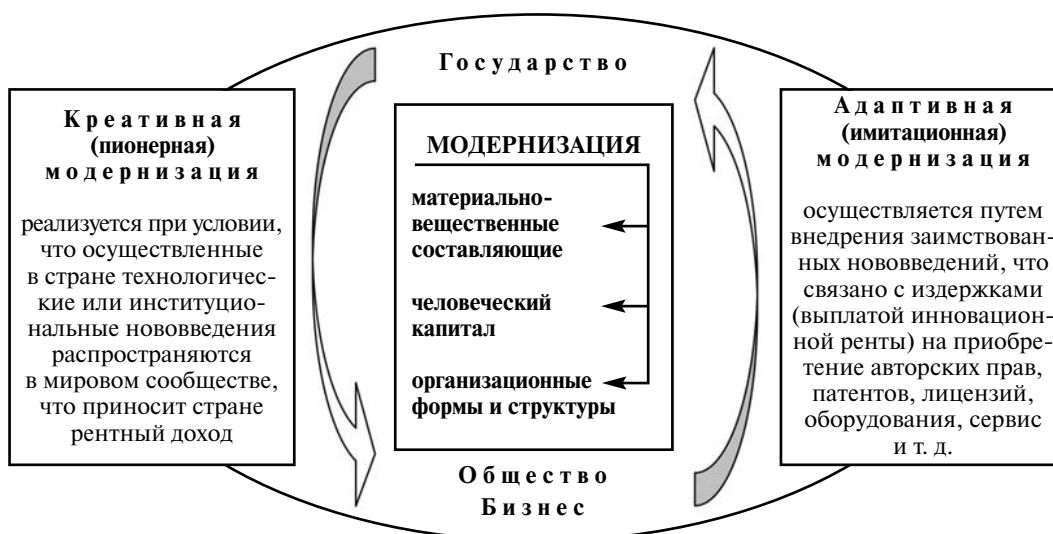 Государство
Креативная
(пионерная)
модернизация
реализуется при условии,
что осуществленные
в стране технологичес-
кие или институцио-
нальные нововведения
распространяются
в мировом сообществе,
что приносит стране
рентный доход
МОДЕРНИЗАЦИЯ
материально-
вещественные
составляющие
человеческий
капитал
организационные
формы и структуры
Адаптивная
(имитационная)
модернизация
осуществляется путем
внедрения заимствован-
ных нововведений, что
связано с издержками
(выплатой инновацион-
ной ренты) на приобре-
тение авторских прав,
патентов, лицензий,
оборудования, сервис
и т. д.
Общество
Бизнес